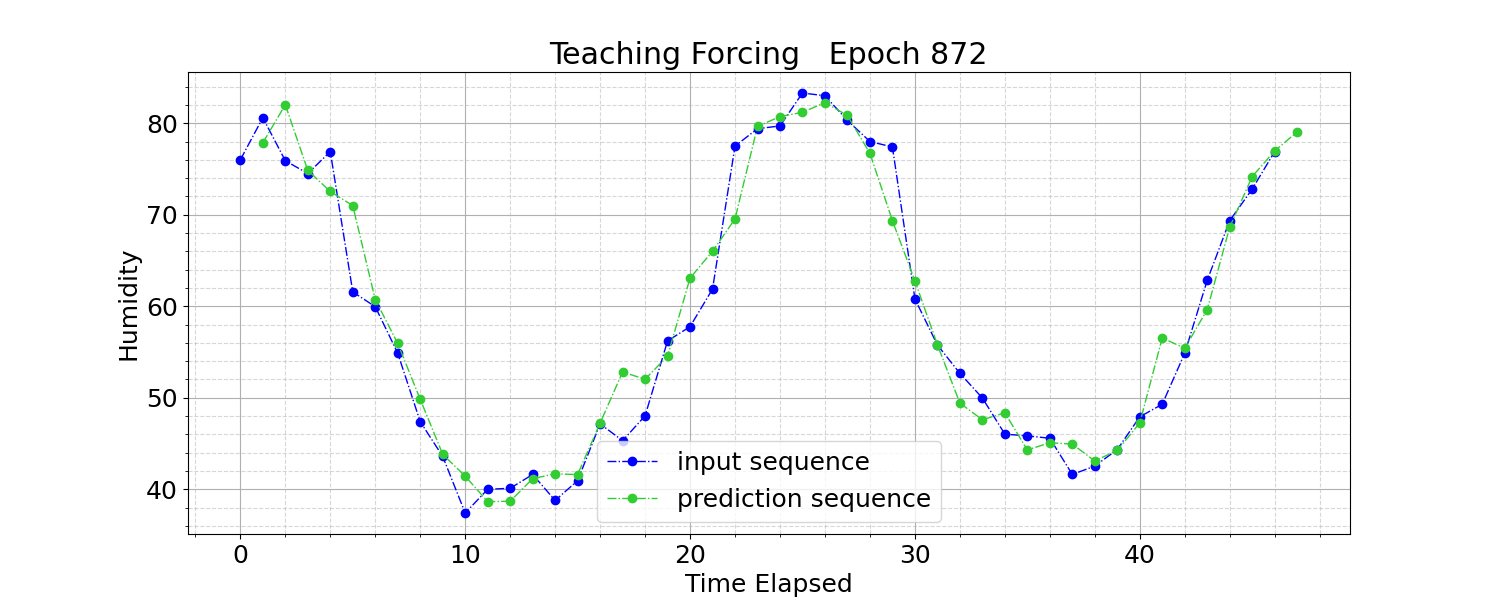 Teaching Forcing   Epoch 872
Humidity
80
70
60
50
40
input sequence
prediction sequence
0 10 20 30 40
Time Elapsed